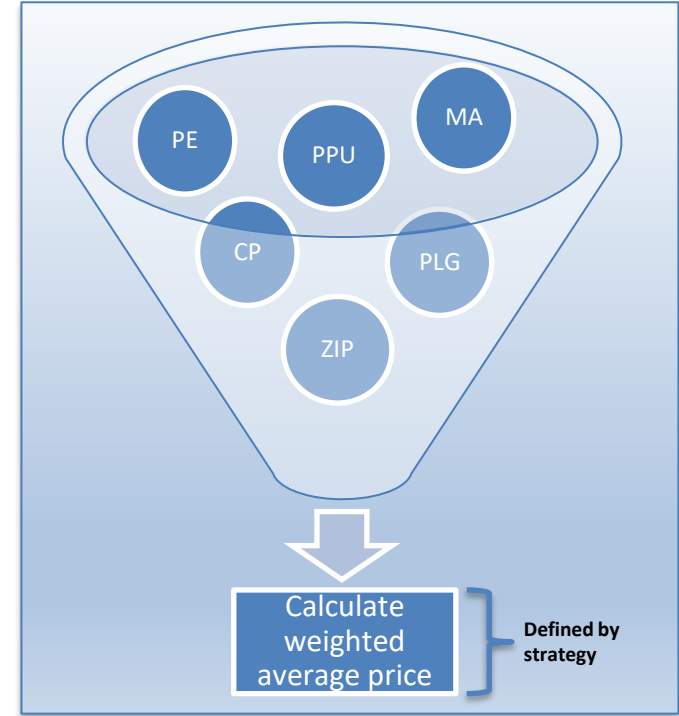 PE
PPU
MA
CP
PLG
ZIP
Calculate
weighted
average price
Defined by
strategy